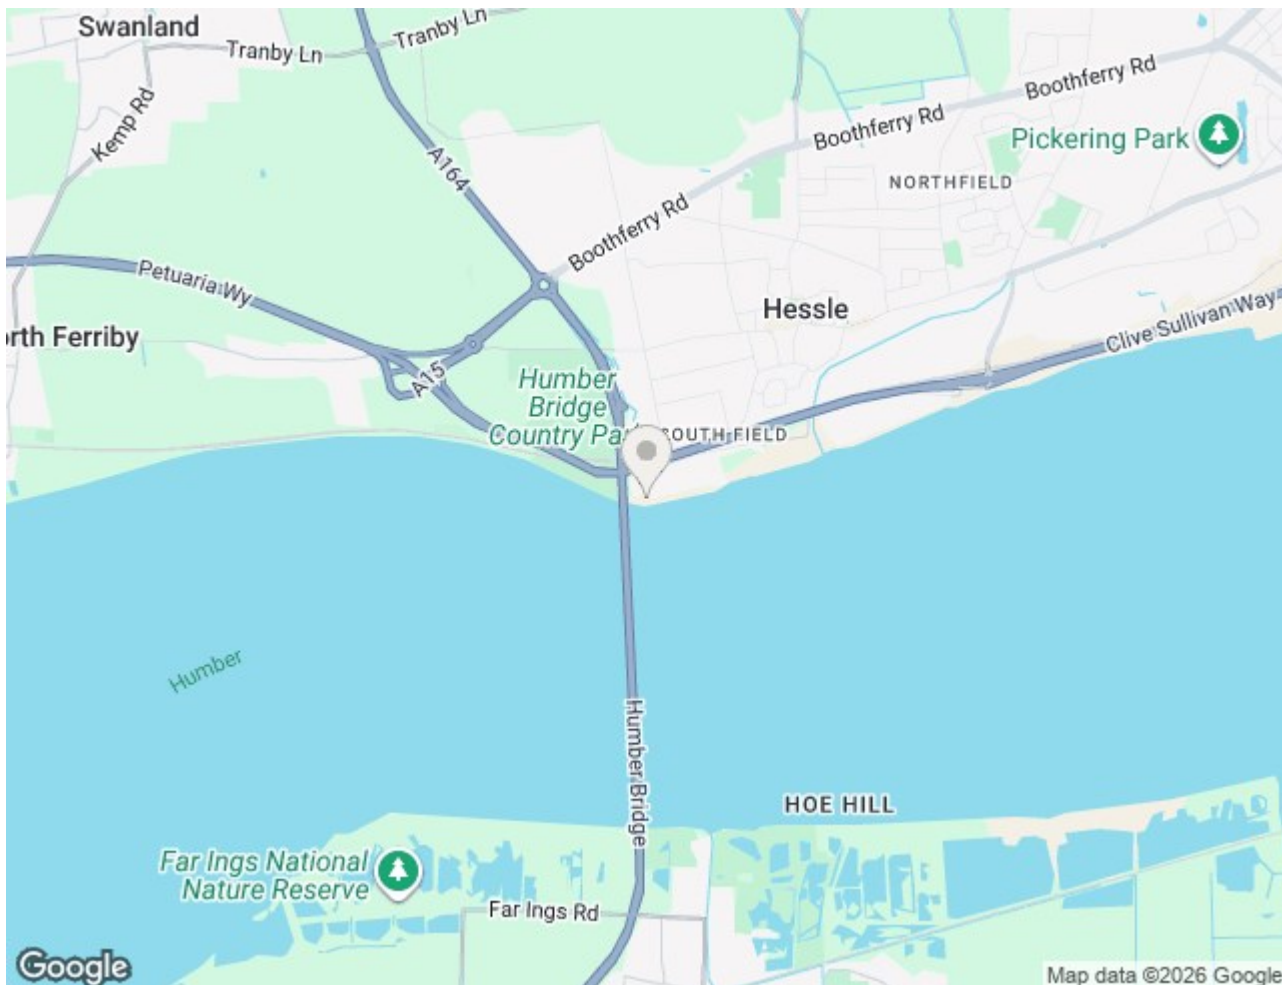 Swanland
Tranby Ln
Tranby Ln
Kemp Rd
A164
Boothferry Rd
Boothferry Rd
Boothferry Rd
Pickering Park
NORTHFIELD
Petuaria Wy
orth Ferriby
A15
Hessle
Clive Sullivan Way
Humber
Bridge
Country Pa
SOUTH FIELD
Humber
Humber Bridge
HOE HILL
Far Ings National
Nature Reserve
Far Ings Rd
Google
Map data ©2026 Google